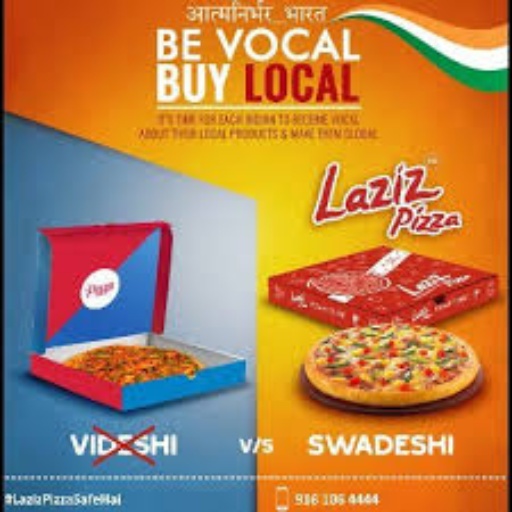 आत्मनिर्भर भारत
BE VOCAL
BUY LOCAL
IT'S TIME FOR EACH INDIAN TO BECOME VOCAL
ABOUT THEIR LOCAL PRODUCTS & MAKE THEM GLOBAL
Laziz
Pizza
Pizza
Laziz Pizza
VIDESHI V/S SWADESHI
#LazizPizzaSafeHai 916 106 4444